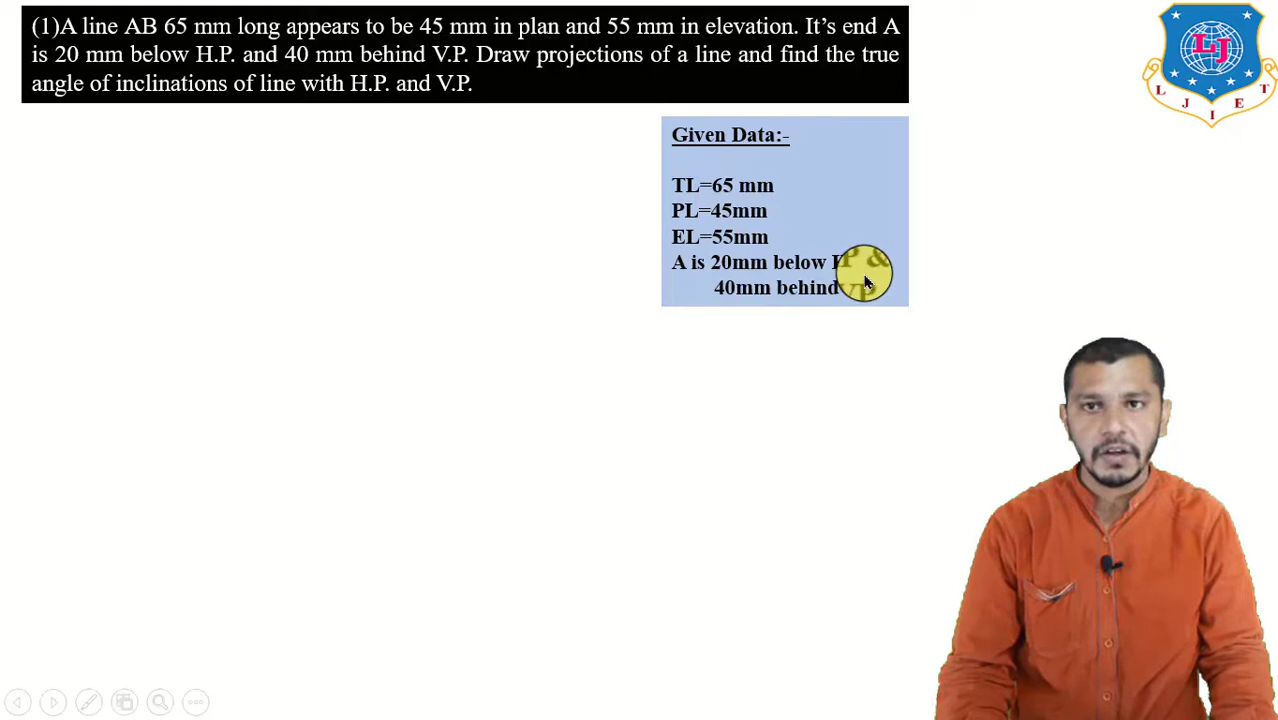 (1)A line AB 65 mm long appears to be 45 mm in plan and 55 mm in elevation. It's end A
is 20 mm below H.P. and 40 mm behind V.P. Draw projections of a line and find the true
angle of inclinations of line with H.P. and V.P.
Given Data:-
TL=65 mm
PL=45mm
EL=55mm
A is 20mm below HP &
40mm behind VP
LJ
L J I E T